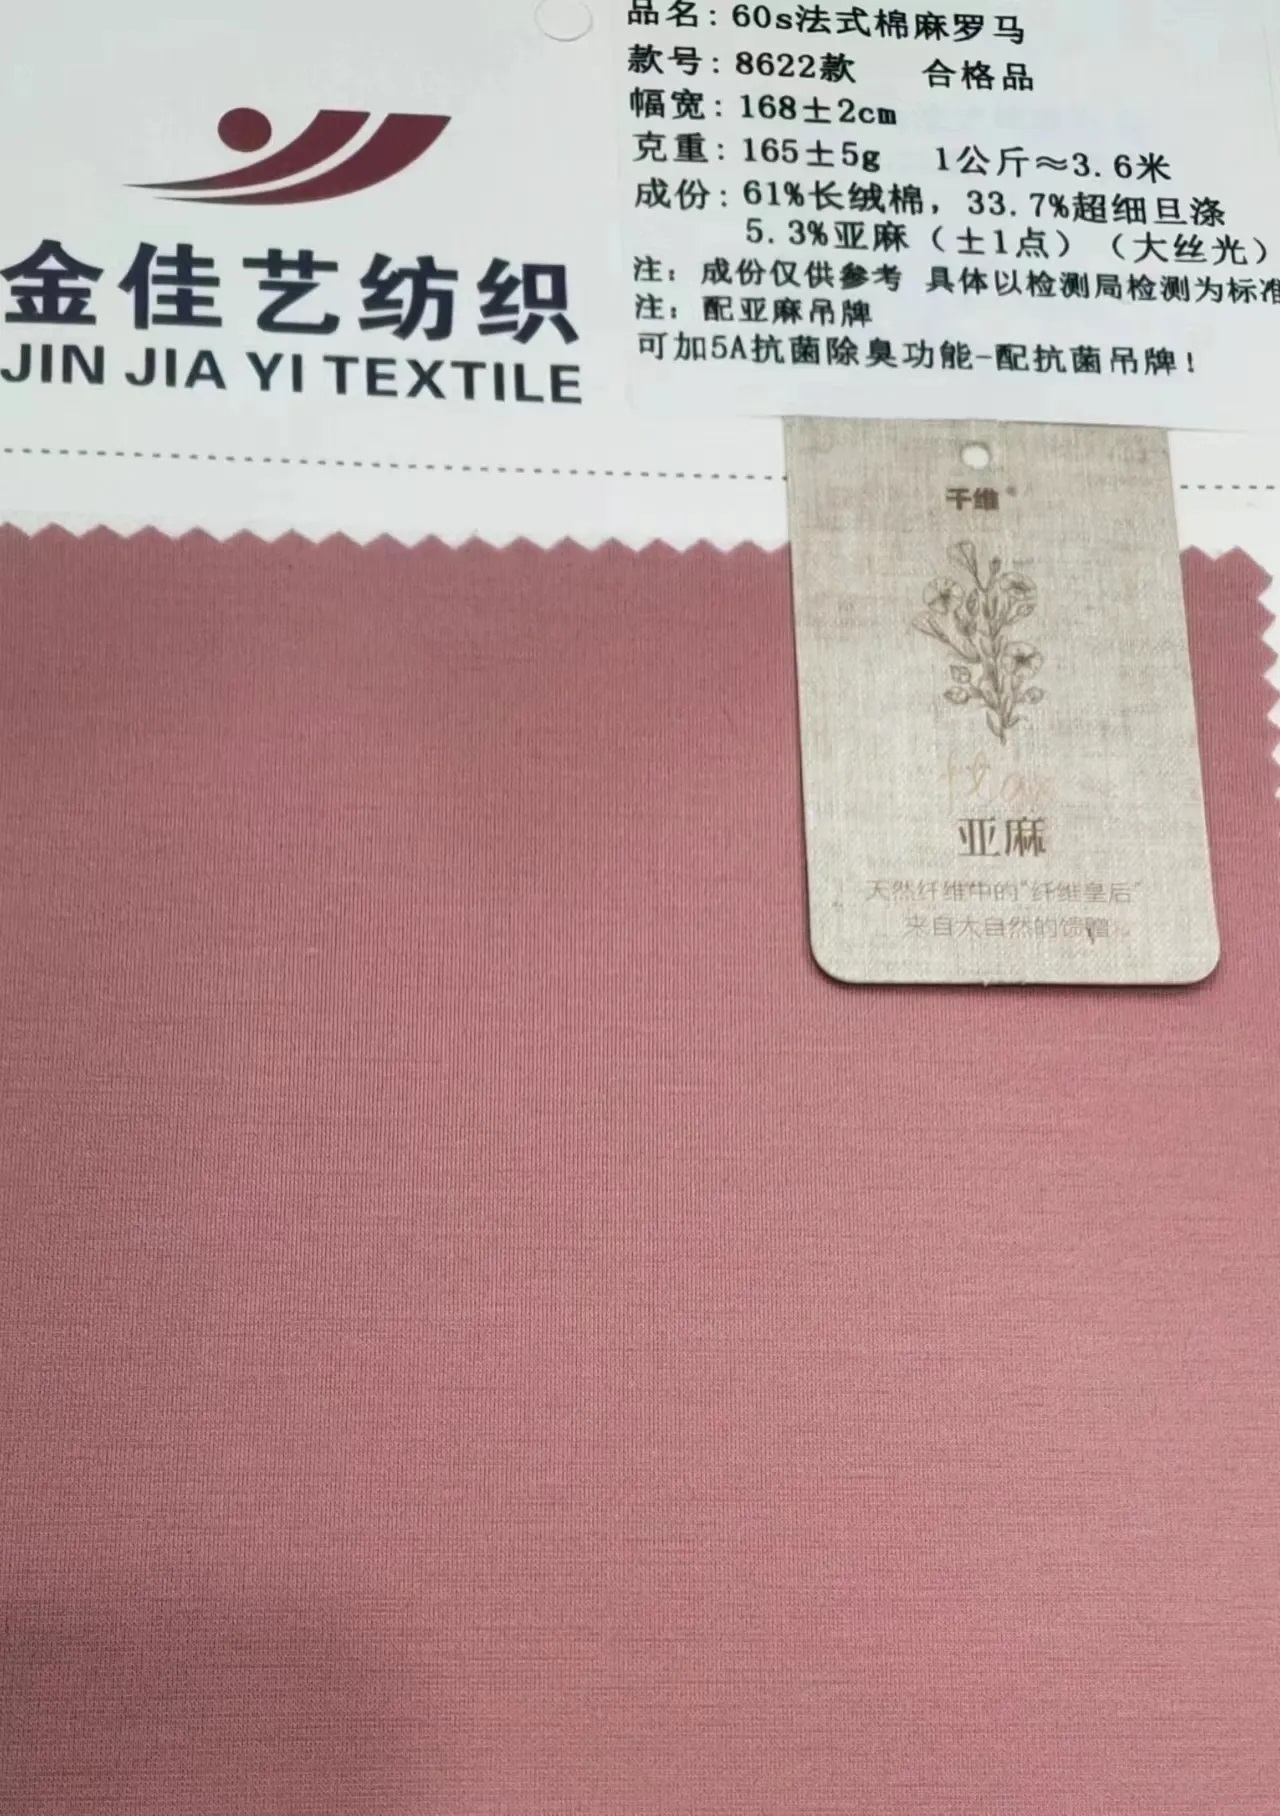 金佳艺纺织
JIN JIA YI TEXTILE
品名：60s法式棉麻罗马
款号：8622款 合格品
幅宽：168±2cm
克重：165±5g 1公斤≈3.6米
成份：61%长绒棉，33.7%超细旦涤
5.3%亚麻（±1点）（大丝光）
注：成份仅供参考 具体以检测局检测为标准
注：配亚麻吊牌
可加5A抗菌除臭功能-配抗菌吊牌！
千维
亚麻
天然纤维中的“纤维皇后”
来自大自然的馈赠